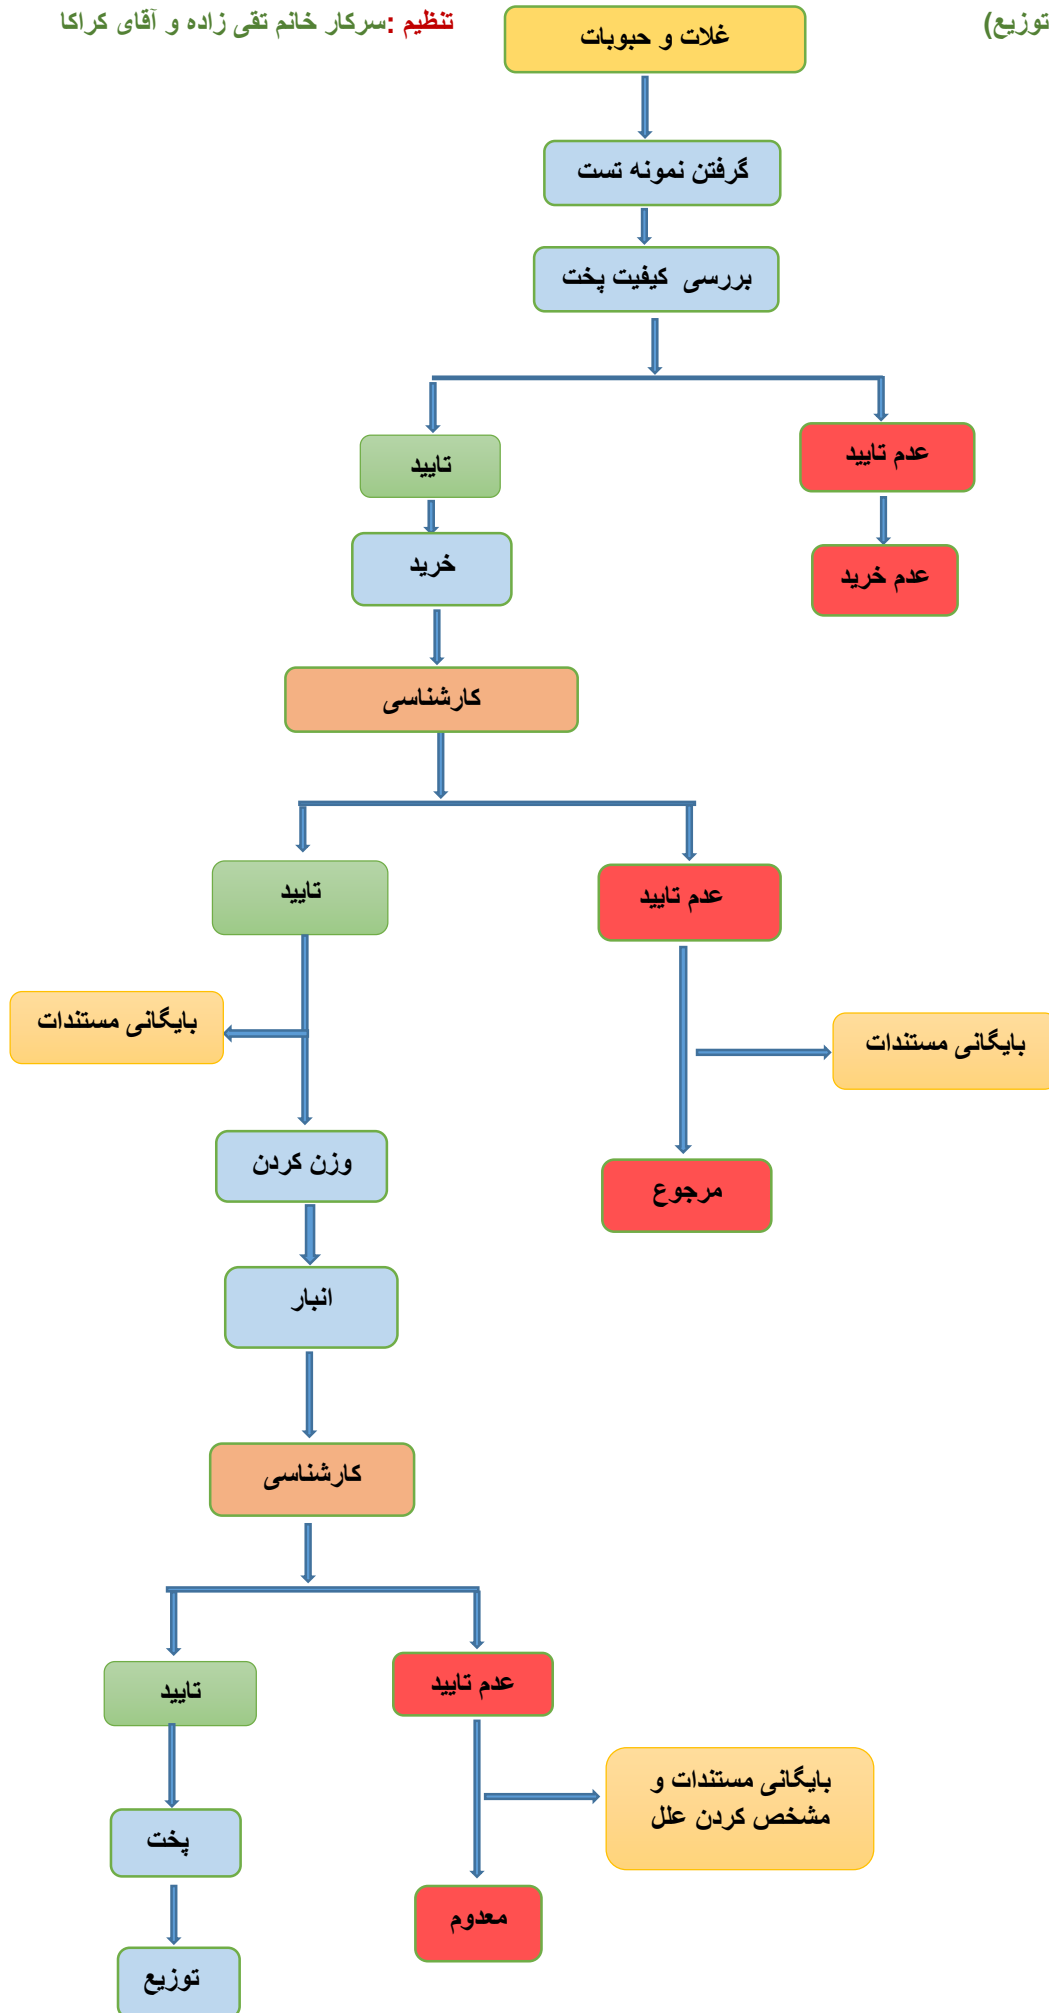 توزیع)
تنظیم :سرکار خانم تقی زاده و آقای کراکا
غلات و حبوبات
گرفتن نمونه تست
بررسی کیفیت پخت
تایید
عدم تایید
خرید
عدم خرید
کارشناسی
تایید
عدم تایید
بایگانی مستندات
بایگانی مستندات
وزن کردن
مرجوع
انبار
کارشناسی
تایید
عدم تایید
بایگانی مستندات و
مشخص کردن علل
پخت
معدوم
توزیع